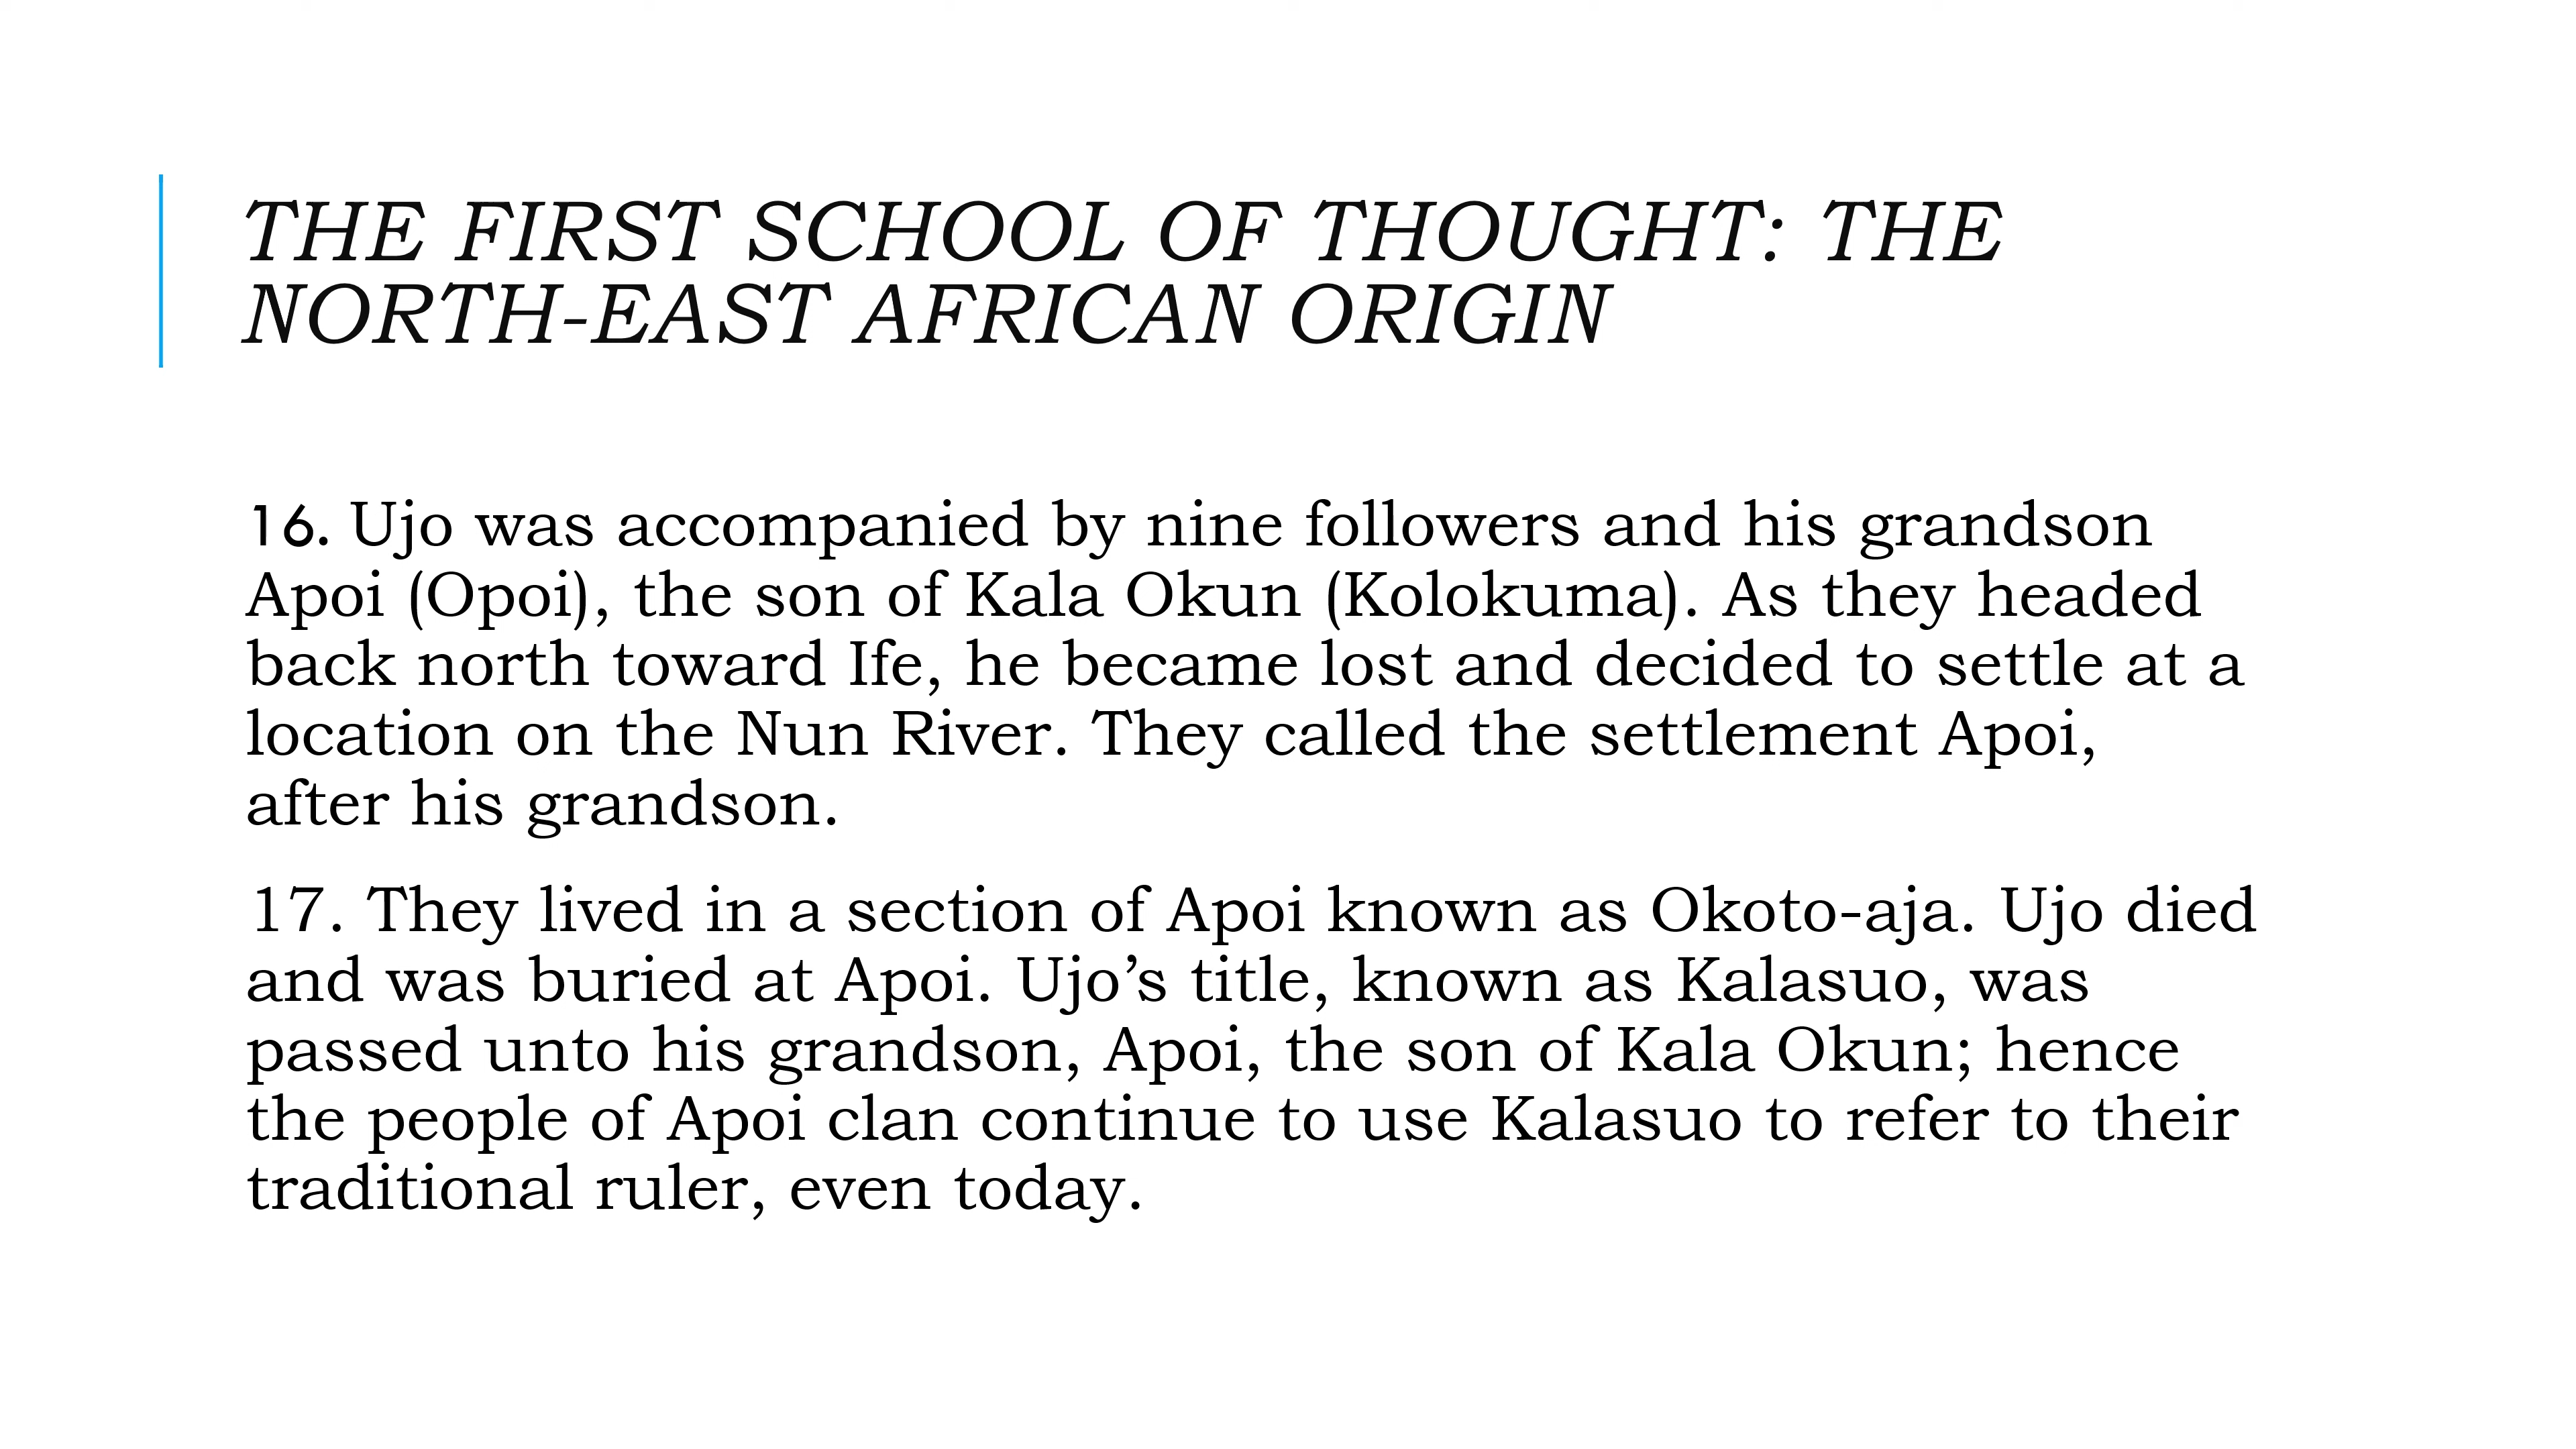 THE FIRST SCHOOL OF THOUGHT: THE
NORTH-EAST AFRICAN ORIGIN
16. Ujo was accompanied by nine followers and his grandson
Apoi (Opoi), the son of Kala Okun (Kolokuma). As they headed
back north toward Ife, he became lost and decided to settle at a
location on the Nun River. They called the settlement Apoi,
after his grandson.
17. They lived in a section of Apoi known as Okoto-aja. Ujo died
and was buried at Apoi. Ujo’s title, known as Kalasuo, was
passed unto his grandson, Apoi, the son of Kala Okun; hence
the people of Apoi clan continue to use Kalasuo to refer to their
traditional ruler, even today.